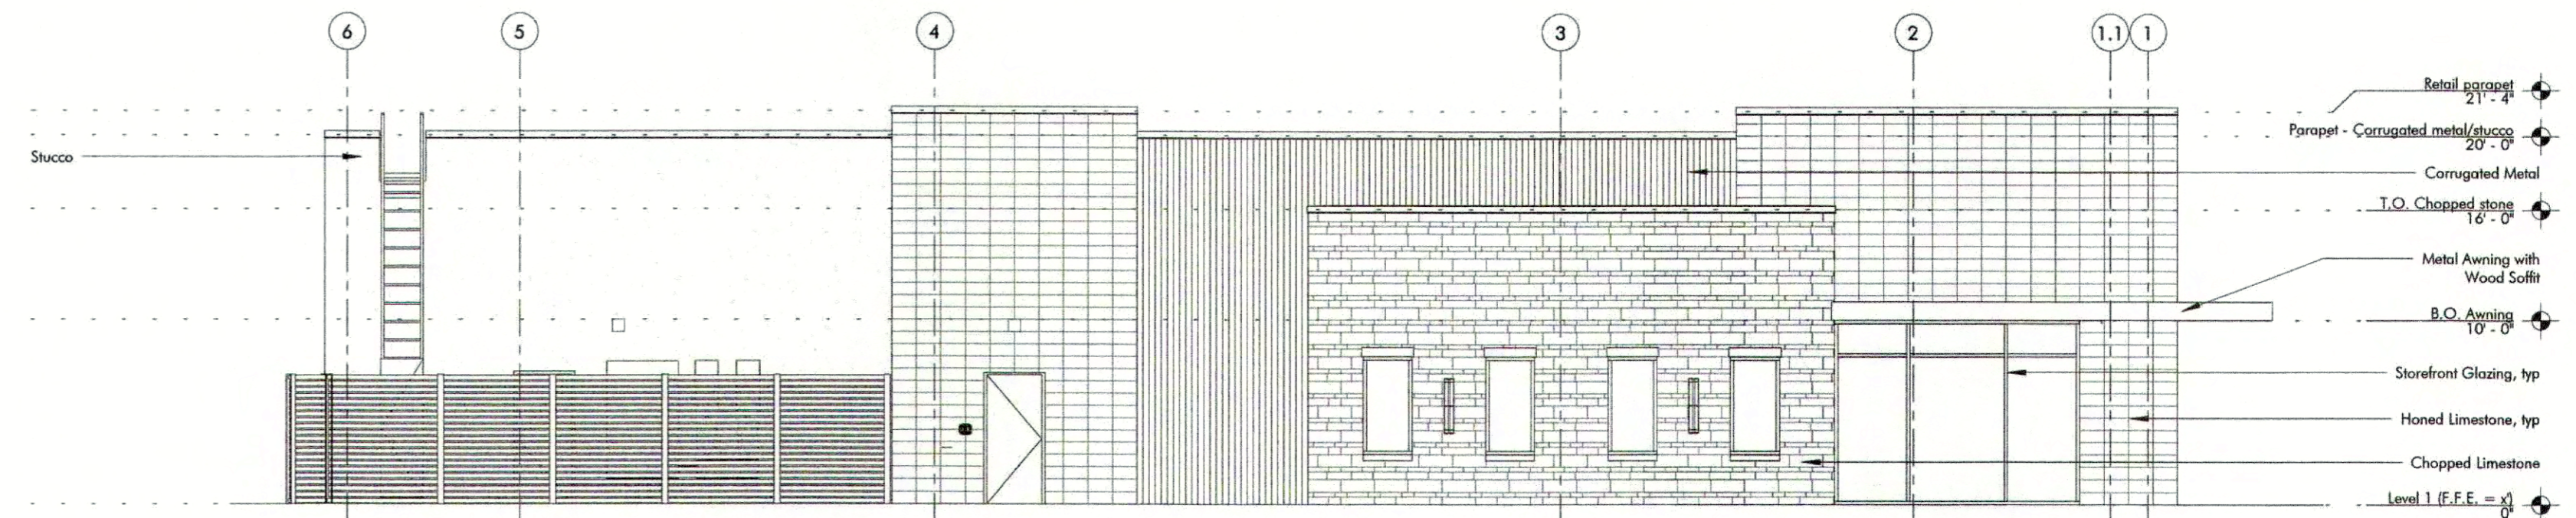 6
5
4
3
2
1.1
1
Retail parapet
21' - 4"
Parapet - Corrugated metal/stucco
20' - 0"
Stucco
Corrugated Metal
T.O. Chopped stone
16' - 0"
Metal Awning with
Wood Soffit
B.O. Awning
10' - 0"
Storefront Glazing, typ
Honed Limestone, typ
Chopped Limestone
Level 1 (F.F.E. = x')
0"